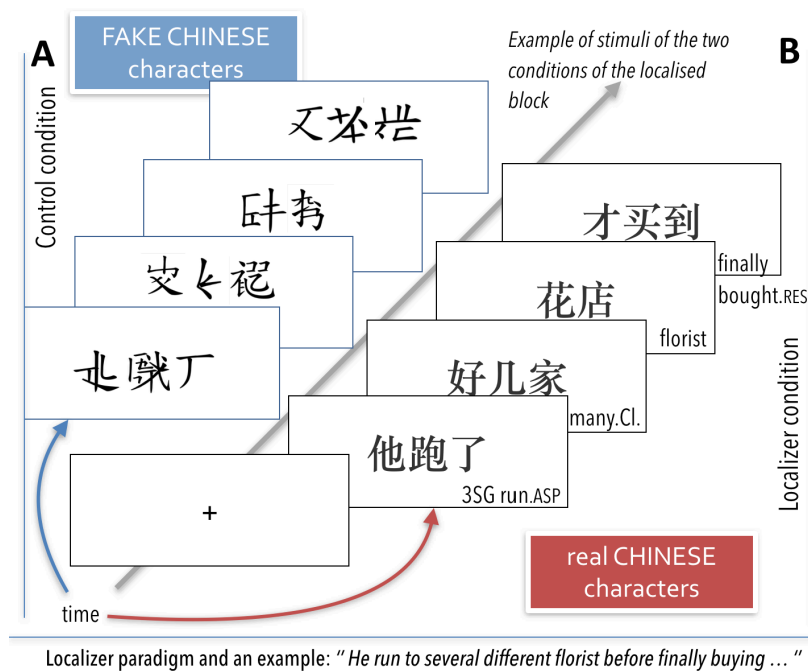 A
FAKE CHINESE
characters
Example of stimuli of the two
conditions of the localised
block
B
Control condition
才买到
finally
bought.RES
花店
florist
好几家
many.Cl.
他跑了
3SG run.ASP
Localizer condition
+
real CHINESE
characters
time
Localizer paradigm and an example: “ He run to several different florist before finally buying ... ”